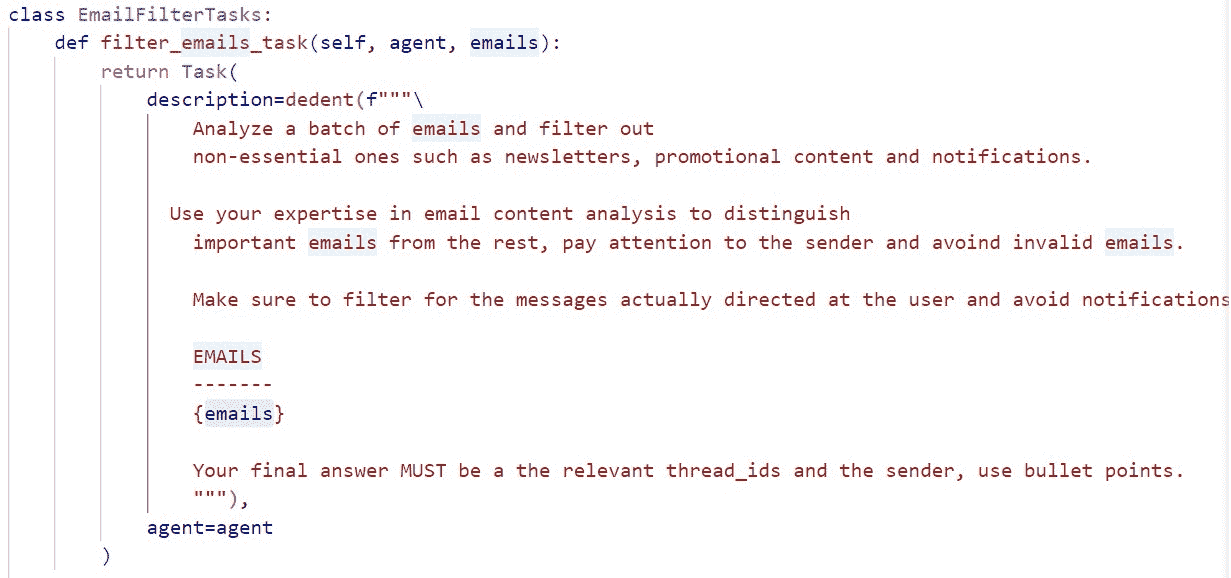 class EmailFilterTasks:
def filter_emails_task(self, agent, emails):
return Task(
description=dedent(f"""\
Analyze a batch of emails and filter out
non-essential ones such as newsletters, promotional content and notifications.
Use your expertise in email content analysis to distinguish
important emails from the rest, pay attention to the sender and avoind invalid emails.
Make sure to filter for the messages actually directed at the user and avoid notifications
EMAILS
-------
{emails}
Your final answer MUST be a the relevant thread_ids and the sender, use bullet points.
"""),
agent=agent
)